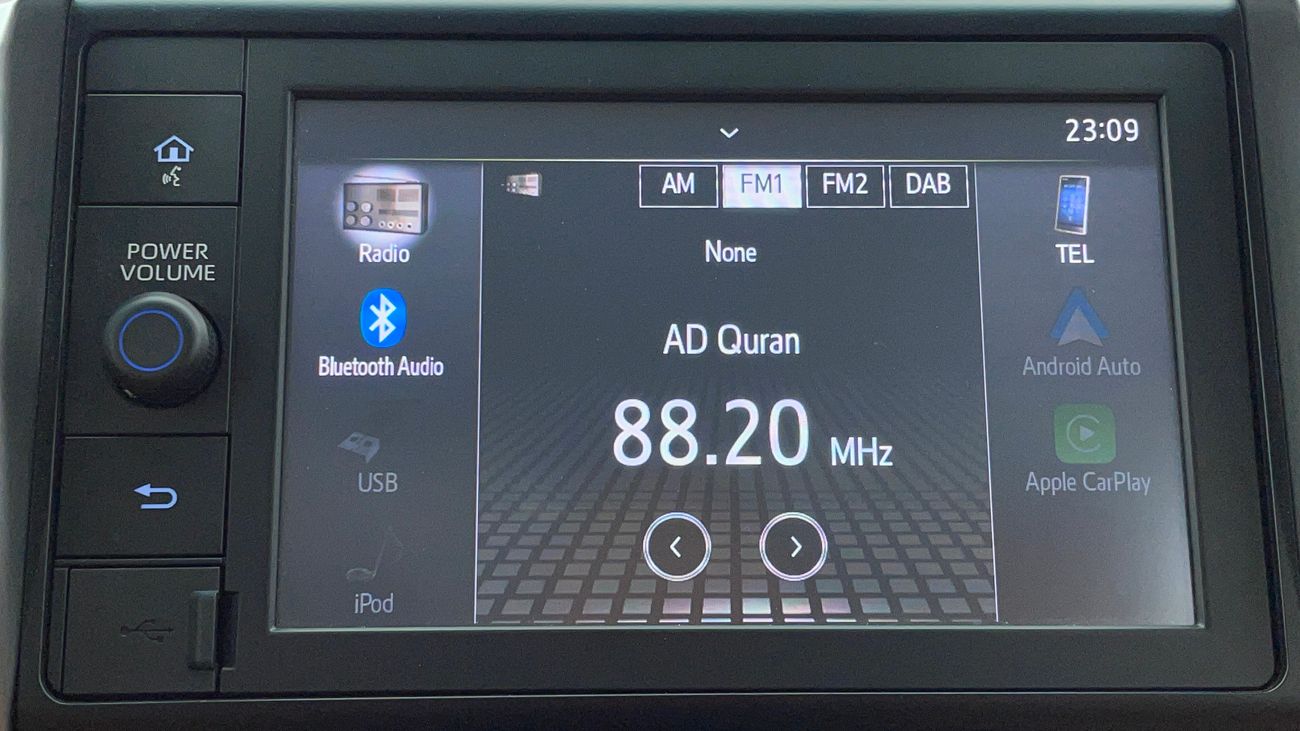 23:09
AM FM1 FM2 DAB
Radio
None
TEL
POWER
VOLUME
AD Quran
Bluetooth Audio
Android Auto
88.20 MHz
USB
Apple CarPlay
iPod